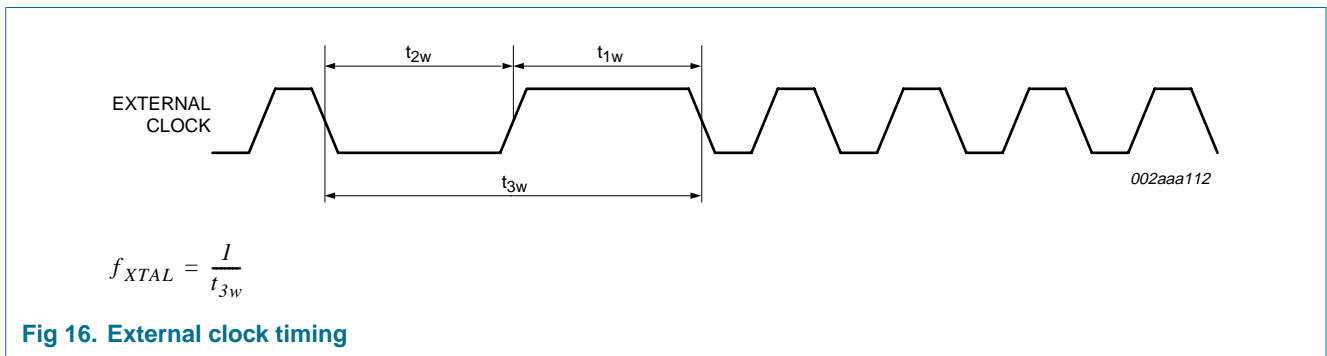 t2w
t1w
EXTERNAL
CLOCK
t3w
002aaa112
fXTAL = 1
t3w
Fig 16. External clock timing